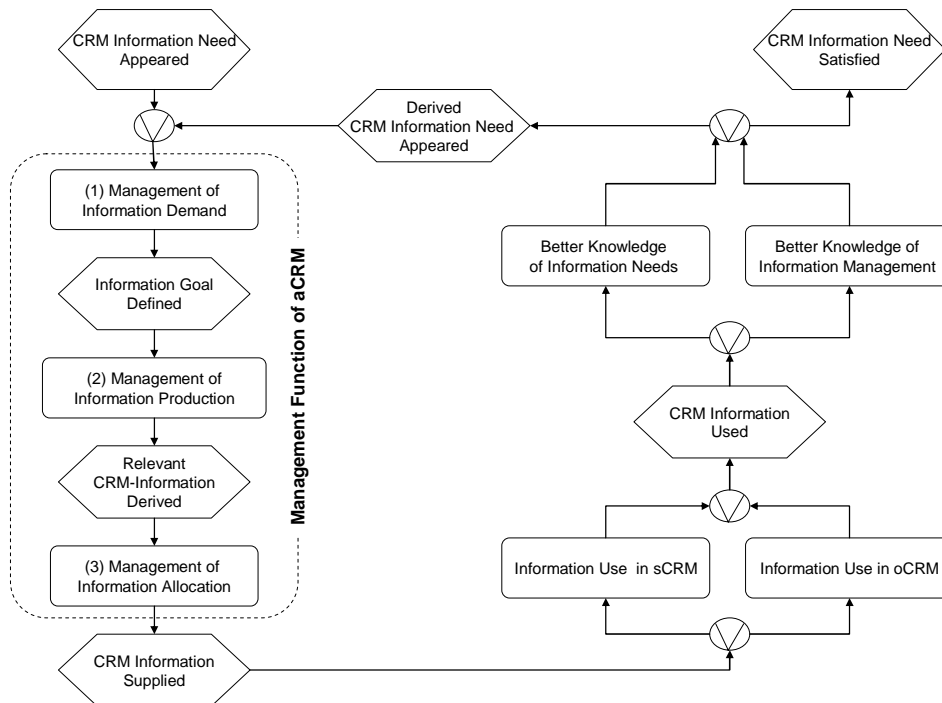 CRM Information Need
Appeared
CRM Information Need
Satisfied
Derived
CRM Information Need
Appeared
(1) Management of
Information Demand
Information Goal
Defined
(2) Management of
Information Production
Relevant
CRM-Information
Derived
(3) Management of
Information Allocation
CRM Information
Supplied
Management Function of aCRM
Better Knowledge
of Information Needs
Better Knowledge of
Information Management
CRM Information
Used
Information Use in sCRM
Information Use in oCRM